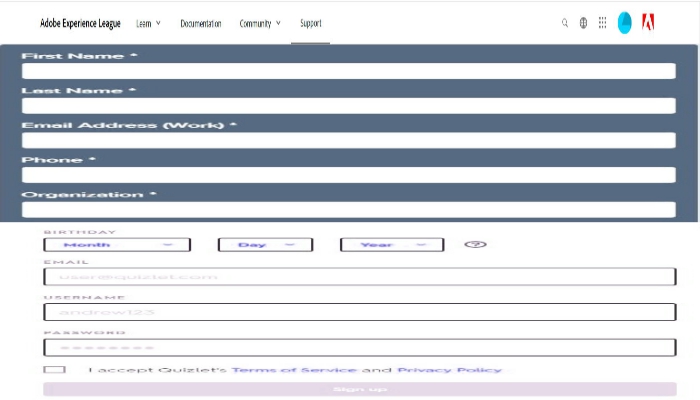 Adobe Experience League Learn Documentation Community Support
First Name *
Last Name *
Email Address (Work) *
Phone *
Organization *
BIRTHDAY
Month Day Year ?
EMAIL
user@quizlet.com
USERNAME
andrew123
PASSWORD
••••••••
I accept Quizlet's Terms of Service and Privacy Policy
Sign up